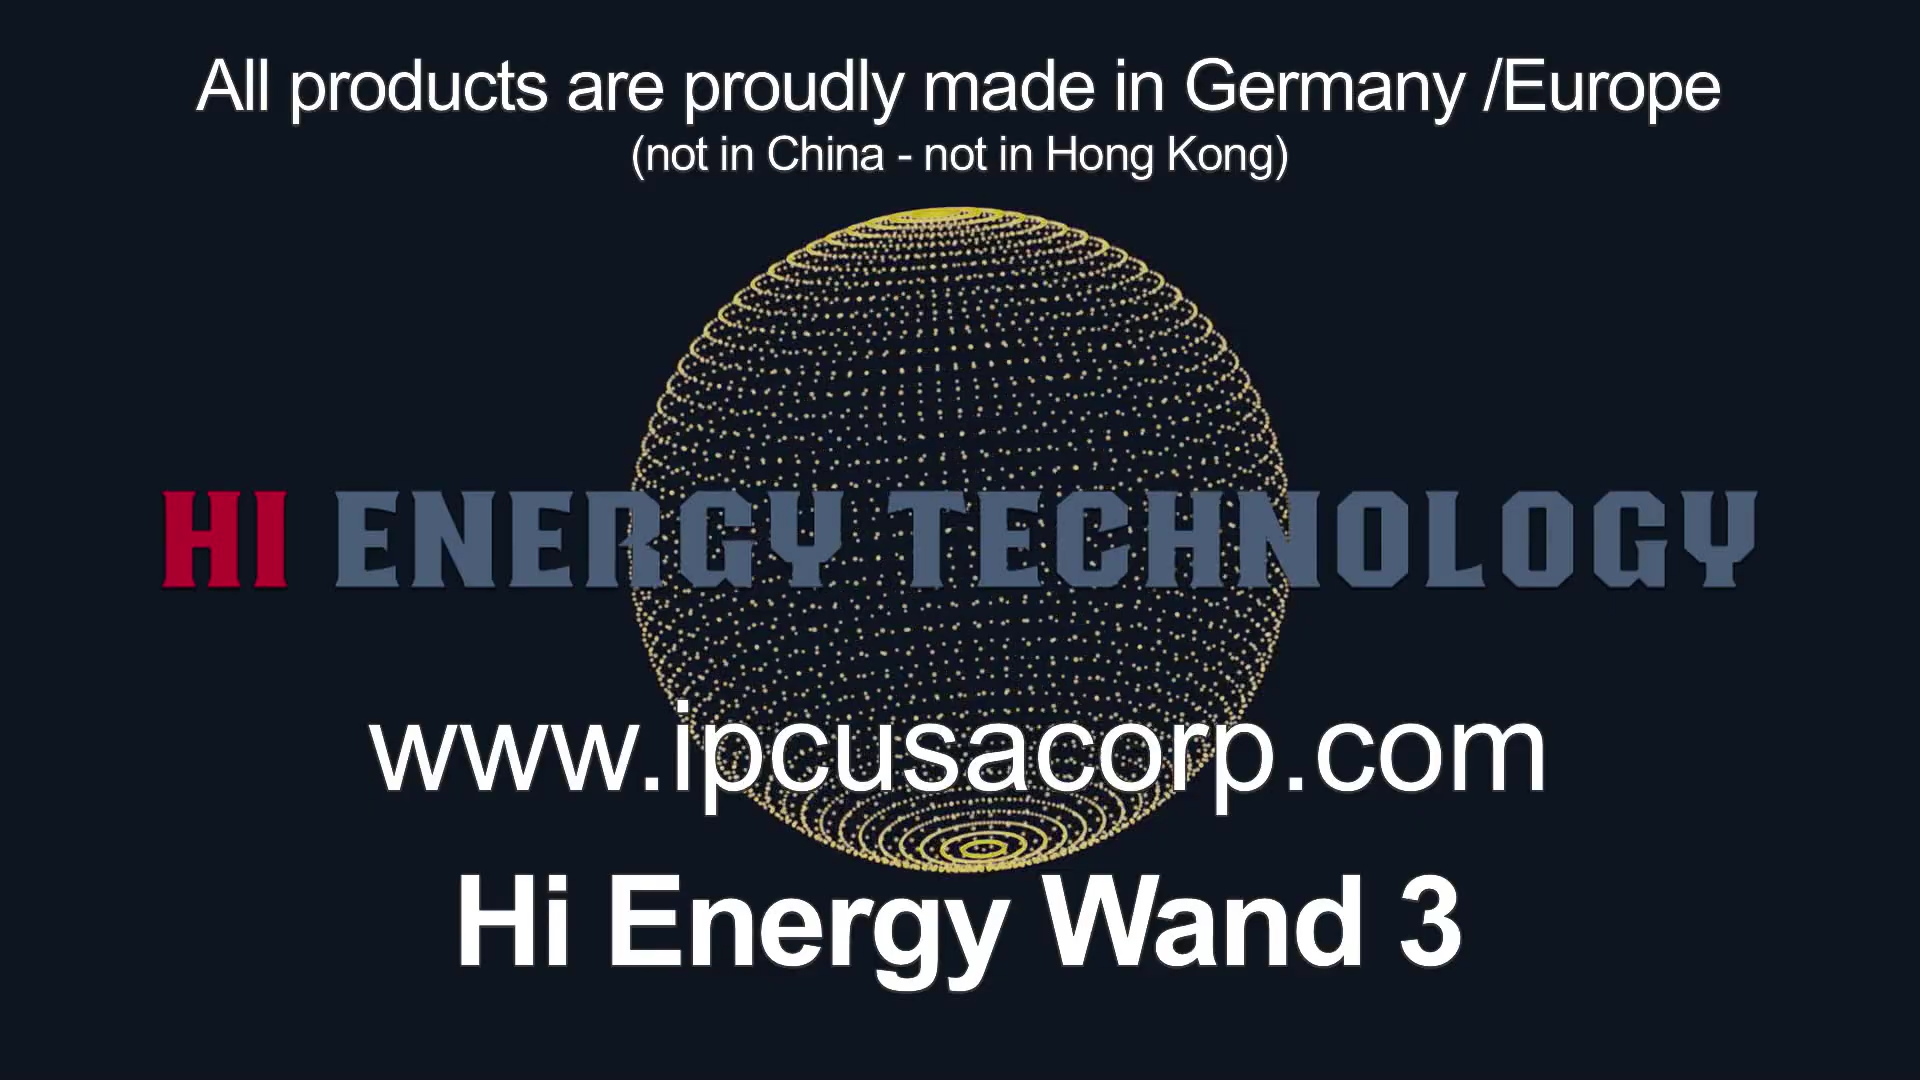 All products are proudly made in Germany /Europe
(not in China - not in Hong Kong)
HI ENERGY TECHNOLOGY
www.ipcusacorp.com
Hi Energy Wand 3